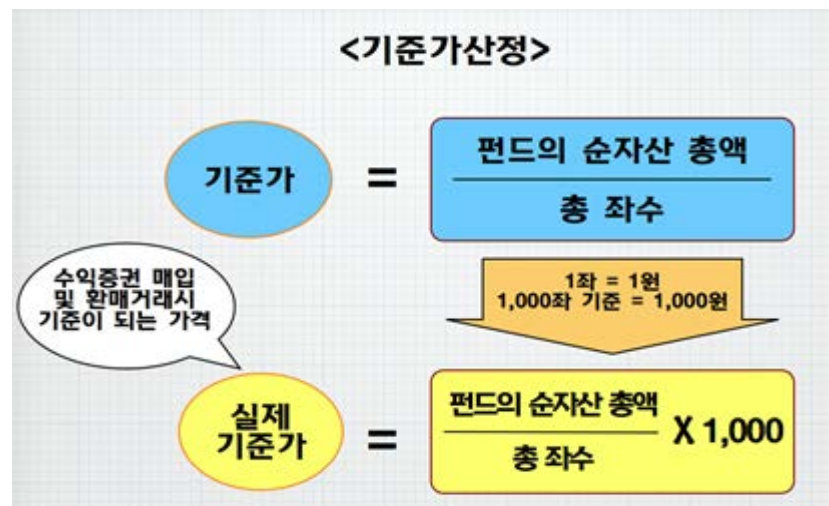 <기준가산정>
기준가
=
펀드의 순자산 총액
총 좌수
수익증권 매입
및 환매거래시
기준이 되는 가격
1좌 = 1원
1,000좌 기준 = 1,000원
실제
기준가
=
펀드의 순자산 총액
총 좌수
X 1,000